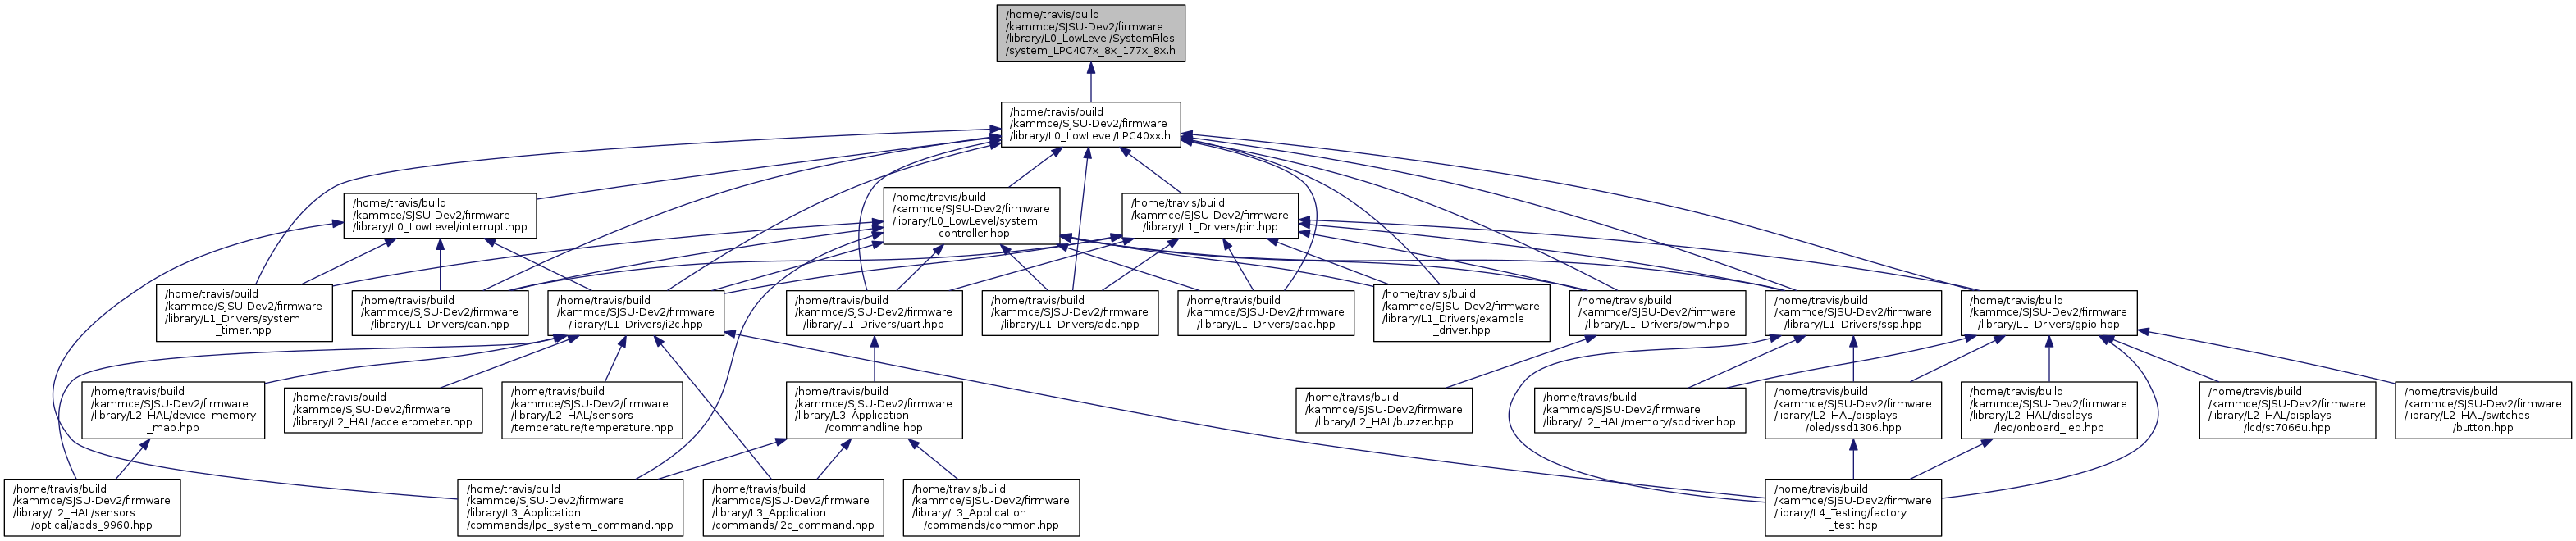 /home/travis/build
/kammce/SJSU-Dev2/firmware
/library/L0_LowLevel/SystemFiles
/system_LPC407x_8x_177x_8x.h
/home/travis/build
/kammce/SJSU-Dev2/firmware
/library/L0_LowLevel/LPC40xx.h
/home/travis/build
/kammce/SJSU-Dev2/firmware
/library/L0_LowLevel/interrupt.hpp
/home/travis/build
/kammce/SJSU-Dev2/firmware
/library/L0_LowLevel/system
_controller.hpp
/home/travis/build
/kammce/SJSU-Dev2/firmware
/library/L1_Drivers/pin.hpp
/home/travis/build
/kammce/SJSU-Dev2/firmware
/library/L1_Drivers/system
_timer.hpp
/home/travis/build
/kammce/SJSU-Dev2/firmware
/library/L1_Drivers/can.hpp
/home/travis/build
/kammce/SJSU-Dev2/firmware
/library/L1_Drivers/i2c.hpp
/home/travis/build
/kammce/SJSU-Dev2/firmware
/library/L1_Drivers/uart.hpp
/home/travis/build
/kammce/SJSU-Dev2/firmware
/library/L1_Drivers/adc.hpp
/home/travis/build
/kammce/SJSU-Dev2/firmware
/library/L1_Drivers/dac.hpp
/home/travis/build
/kammce/SJSU-Dev2/firmware
/library/L1_Drivers/example
_driver.hpp
/home/travis/build
/kammce/SJSU-Dev2/firmware
/library/L1_Drivers/pwm.hpp
/home/travis/build
/kammce/SJSU-Dev2/firmware
/library/L1_Drivers/ssp.hpp
/home/travis/build
/kammce/SJSU-Dev2/firmware
/library/L1_Drivers/gpio.hpp
/home/travis/build
/kammce/SJSU-Dev2/firmware
/library/L2_HAL/device_memory
_map.hpp
/home/travis/build
/kammce/SJSU-Dev2/firmware
/library/L2_HAL/accelerometer.hpp
/home/travis/build
/kammce/SJSU-Dev2/firmware
/library/L2_HAL/sensors
/temperature/temperature.hpp
/home/travis/build
/kammce/SJSU-Dev2/firmware
/library/L3_Application
/commandline.hpp
/home/travis/build
/kammce/SJSU-Dev2/firmware
/library/L2_HAL/buzzer.hpp
/home/travis/build
/kammce/SJSU-Dev2/firmware
/library/L2_HAL/memory/sddriver.hpp
/home/travis/build
/kammce/SJSU-Dev2/firmware
/library/L2_HAL/displays
/oled/ssd1306.hpp
/home/travis/build
/kammce/SJSU-Dev2/firmware
/library/L2_HAL/displays
/led/onboard_led.hpp
/home/travis/build
/kammce/SJSU-Dev2/firmware
/library/L2_HAL/displays
/lcd/st7066u.hpp
/home/travis/build
/kammce/SJSU-Dev2/firmware
/library/L2_HAL/switches
/button.hpp
/home/travis/build
/kammce/SJSU-Dev2/firmware
/library/L2_HAL/sensors
/optical/apds_9960.hpp
/home/travis/build
/kammce/SJSU-Dev2/firmware
/library/L3_Application
/commands/lpc_system_command.hpp
/home/travis/build
/kammce/SJSU-Dev2/firmware
/library/L3_Application
/commands/i2c_command.hpp
/home/travis/build
/kammce/SJSU-Dev2/firmware
/library/L3_Application
/commands/common.hpp
/home/travis/build
/kammce/SJSU-Dev2/firmware
/library/L4_Testing/factory
_test.hpp